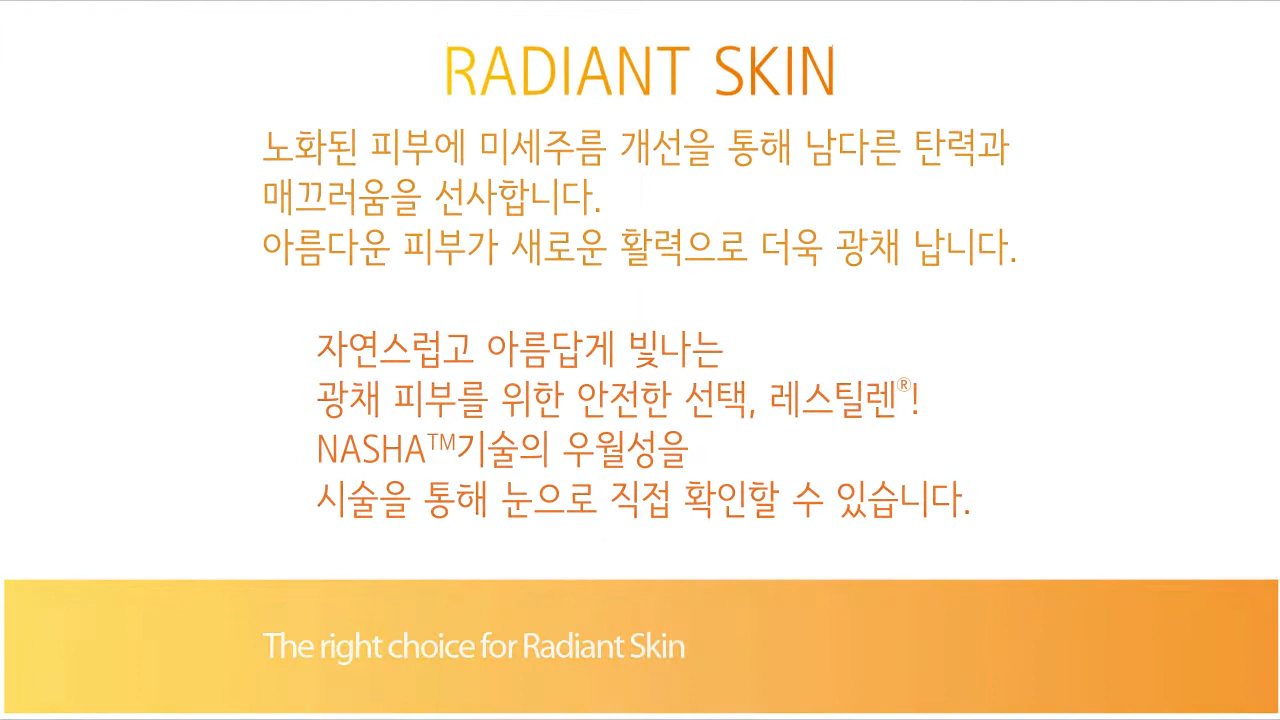 RADIANT SKIN
노화된 피부에 미세주름 개선을 통해 남다른 탄력과
매끄러움을 선사합니다.
아름다운 피부가 새로운 활력으로 더욱 광채 납니다.
자연스럽고 아름답게 빛나는
광채 피부를 위한 안전한 선택, 레스틸렌®!
NASHA™기술의 우월성을
시술을 통해 눈으로 직접 확인할 수 있습니다.
The right choice for Radiant Skin